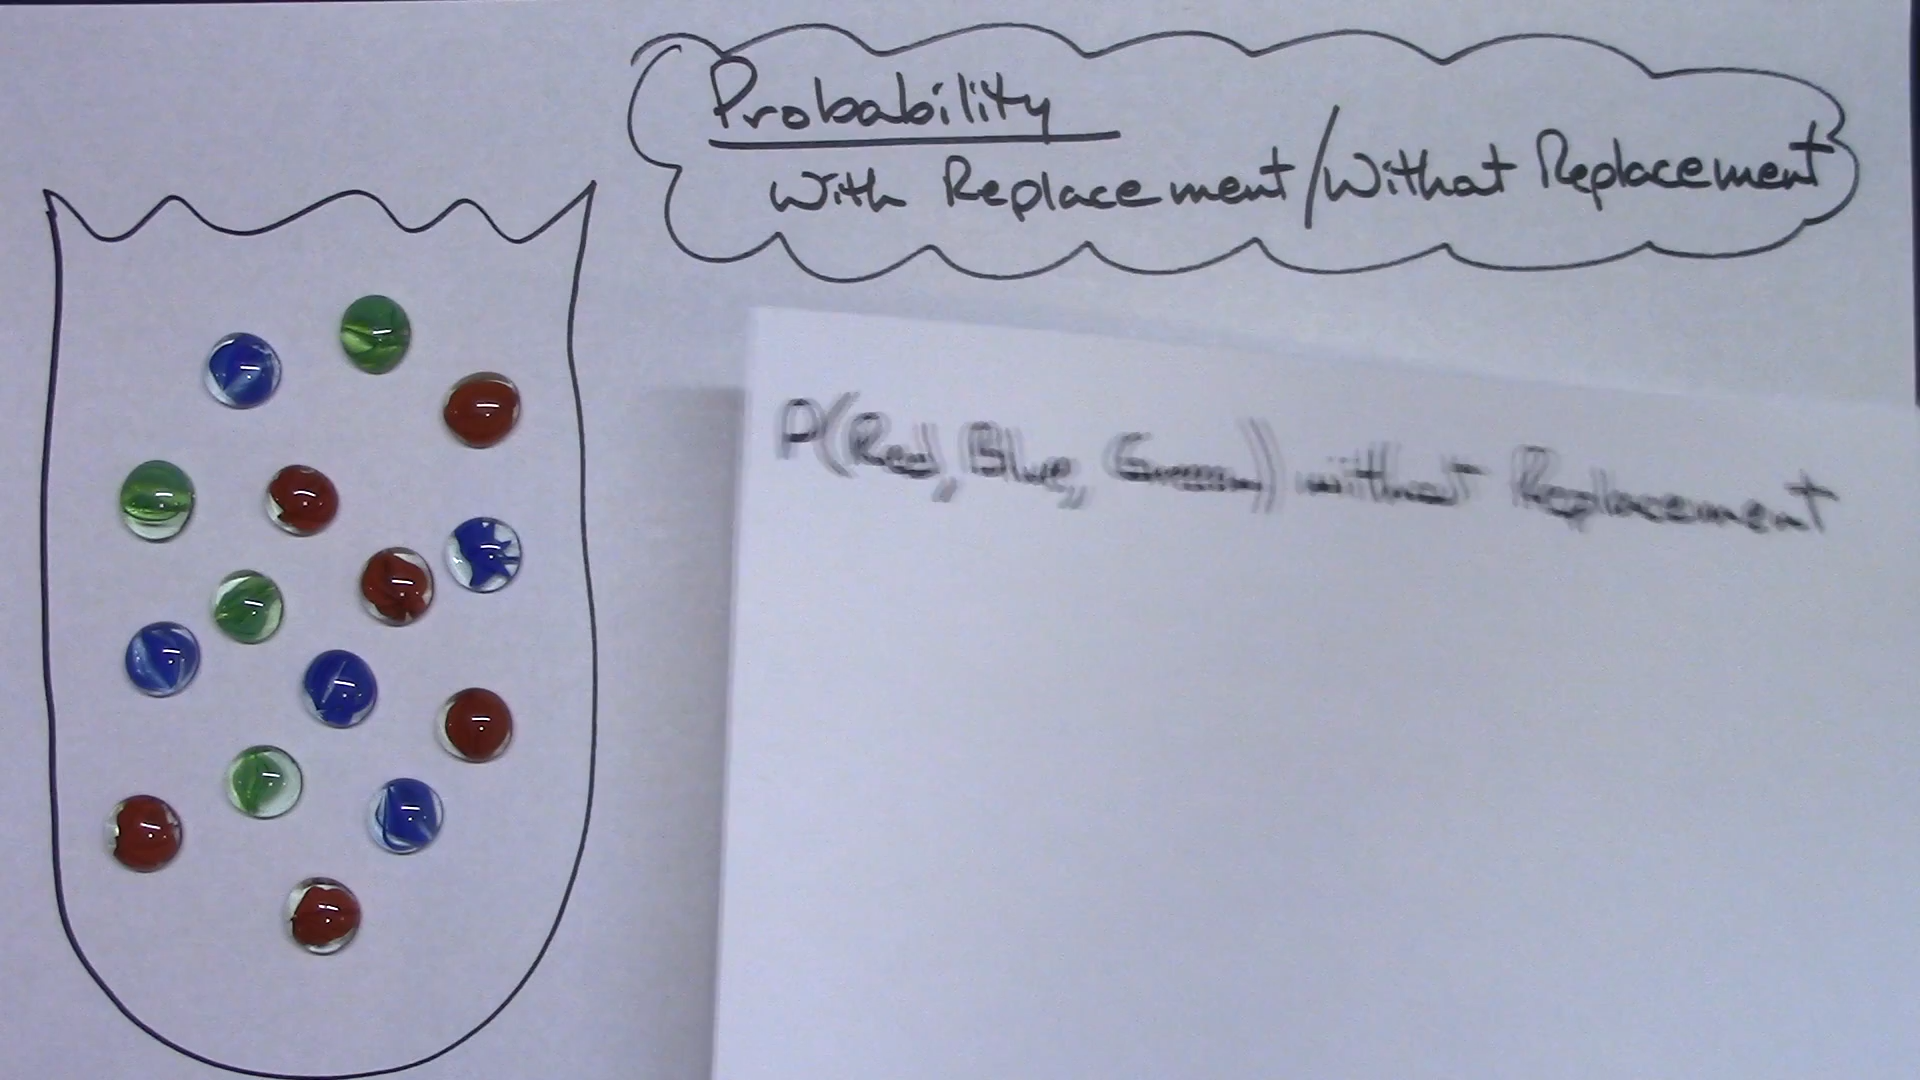 Probability
With Replacement/Without Replacement
P(Red, Blue, Green) without Replacement